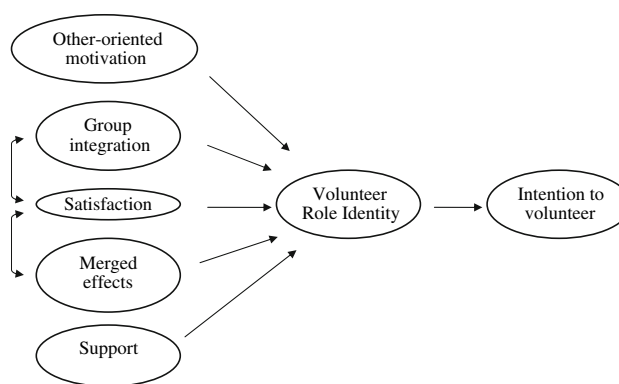 Other-oriented
motivation
Group
integration
Satisfaction
Merged
effects
Support
Volunteer
Role Identity
Intention to
volunteer